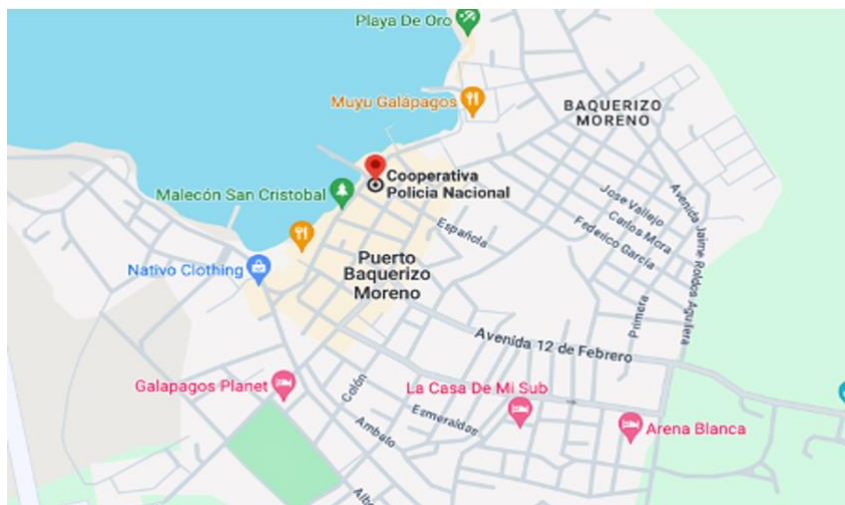 Playa De Oro
Muyu Galápagos
BAQUERIZO
MORENO
Cooperativa
Policia Nacional
Malecón San Cristobal
Jose Vallejo
Avenida Jaime Roldos Aguilera
Carlos Mora
Federico García
Española
Puerto
Baquerizo
Moreno
Nativo Clothing
Primera
Avenida 12 de Febrero
Galapagos Planet
Colón
La Casa De Mi Sub
Esmeraldas
Arena Blanca
Ambato